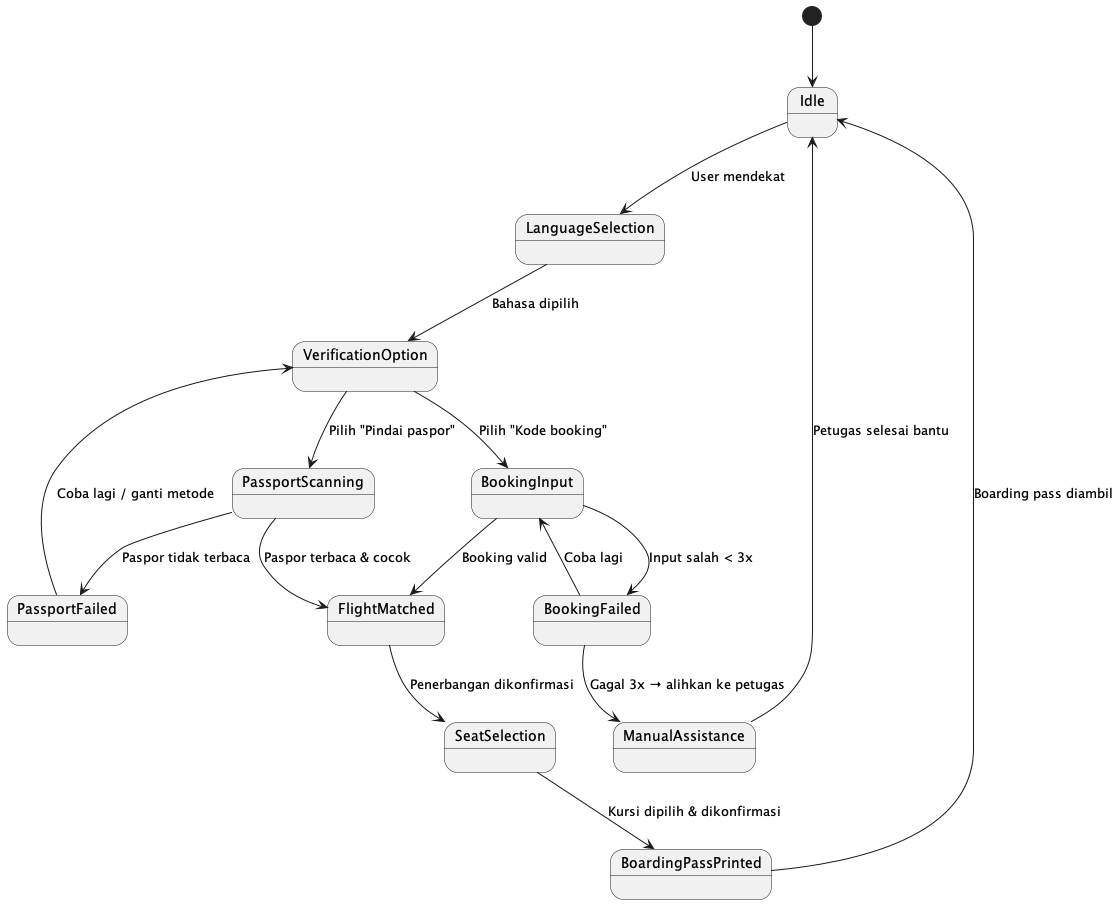 Idle
User mendekat
LanguageSelection
Bahasa dipilih
VerificationOption
Pilih "Pindai paspor"
Pilih "Kode booking"
Petugas selesai bantu
PassportScanning
BookingInput
Coba lagi / ganti metode
Boarding pass diambil
Paspor tidak terbaca
Paspor terbaca & cocok
Booking valid
Coba lagi
Input salah < 3x
PassportFailed
FlightMatched
BookingFailed
Penerbangan dikonfirmasi
Gagal 3x → alihkan ke petugas
SeatSelection
ManualAssistance
Kursi dipilih & dikonfirmasi
BoardingPassPrinted